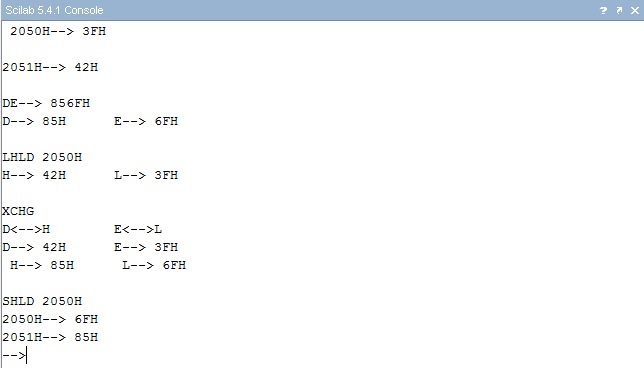 Scilab 5.4.1 Console
2050H--> 3FH
2051H--> 42H
DE--> 856FH
D--> 85H E--> 6FH
LHLD 2050H
H--> 42H L--> 3FH
XCHG
D<-->H E<-->L
D--> 42H E--> 3FH
H--> 85H L--> 6FH
SHLD 2050H
2050H--> 6FH
2051H--> 85H
-->